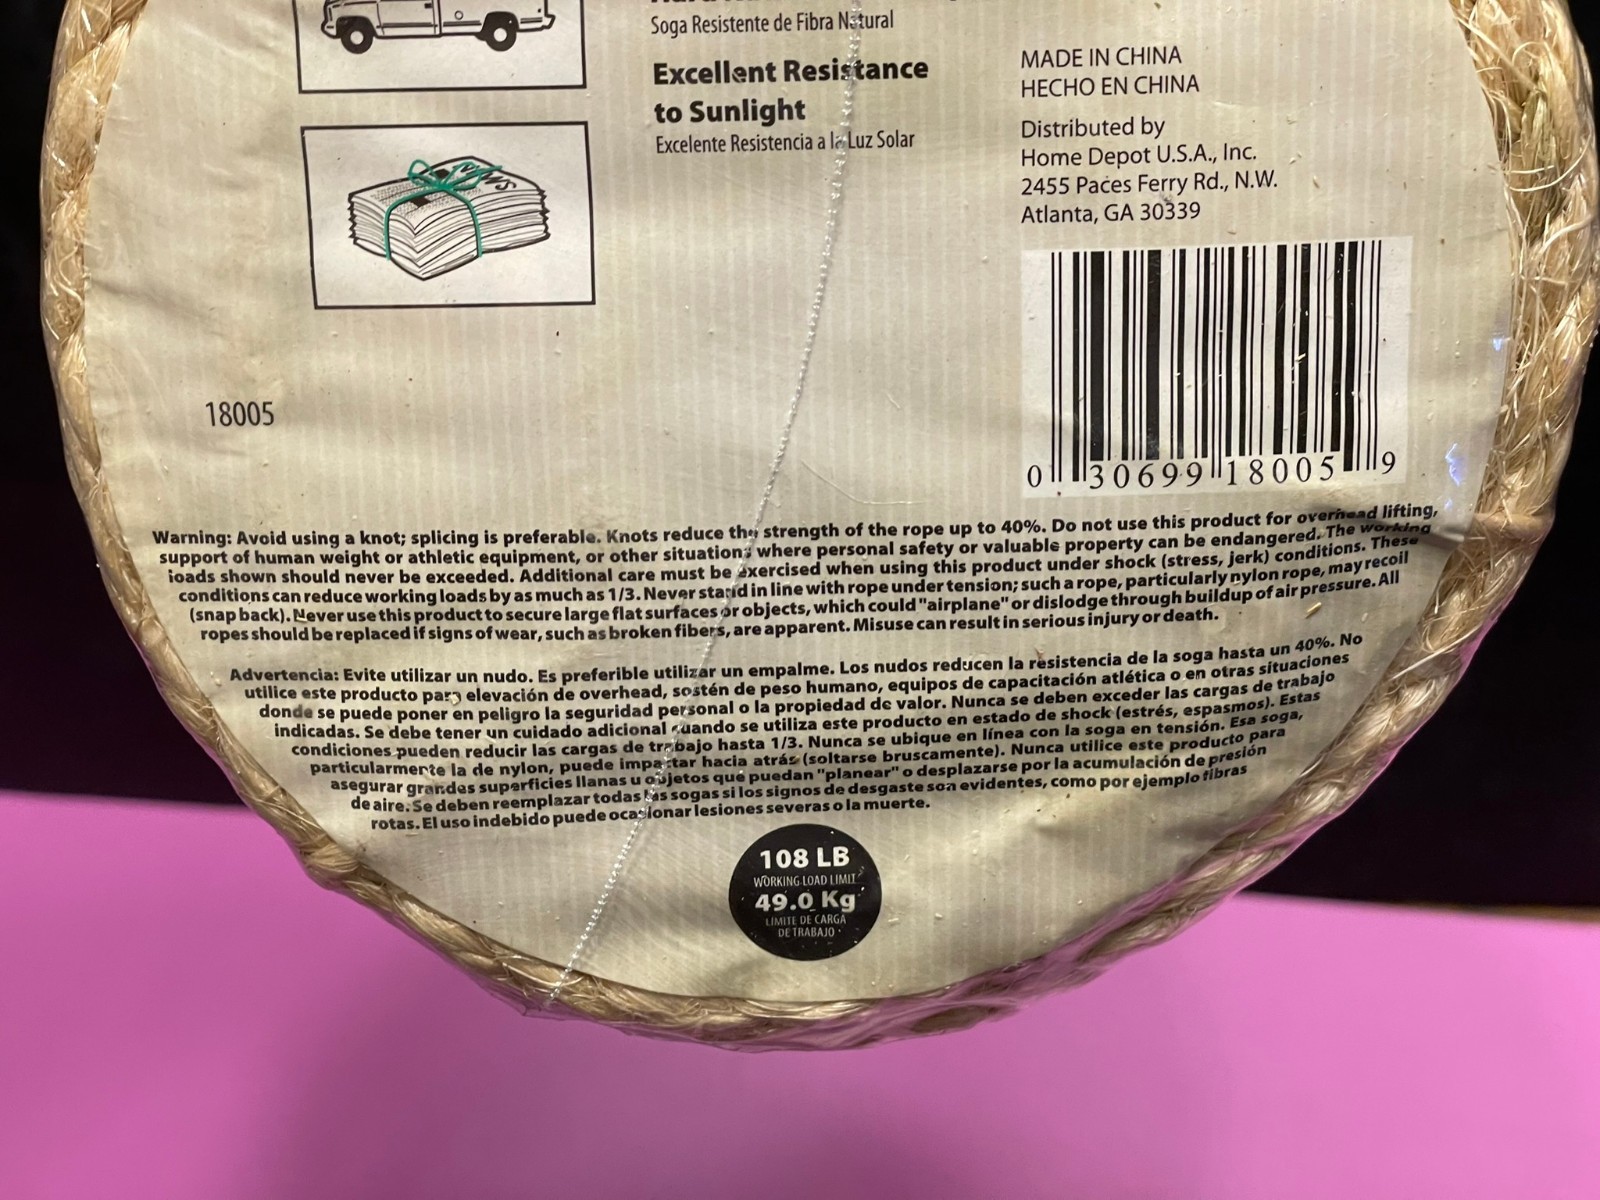 Soga Resistente de Fibra Natural
Excellent Resistance
to Sunlight
Excelente Resistencia a la Luz Solar
MADE IN CHINA
HECHO EN CHINA
Distributed by
Home Depot U.S.A., Inc.
2455 Paces Ferry Rd., N.W.
Atlanta, GA 30339
NEWS
18005
0 30699 18005 9
Warning: Avoid using a knot; splicing is preferable. Knots reduce the strength of the rope up to 40%. Do not use this product for overhead lifting,
support of human weight or athletic equipment, or other situations where personal safety or valuable property can be endangered. The working
loads shown should never be exceeded. Additional care must be exercised when using this product under shock (stress, jerk) conditions. These
conditions can reduce working loads by as much as 1/3. Never stand in line with rope under tension; such a rope, particularly nylon rope, may recoil
(snap back). Never use this product to secure large flat surfaces or objects, which could "airplane" or dislodge through buildup of air pressure. All
ropes should be replaced if signs of wear, such as broken fibers, are apparent. Misuse can result in serious injury or death.
Advertencia: Evite utilizar un nudo. Es preferible utilizar un empalme. Los nudos reducen la resistencia de la soga hasta un 40%. No
utilice este producto para elevación de overhead, sostén de peso humano, equipos de capacitación atlética o en otras situaciones
donde se puede poner en peligro la seguridad personal o la propiedad de valor. Nunca se deben exceder las cargas de trabajo
indicadas. Se debe tener un cuidado adicional cuando se utiliza este producto en estado de shock (estrés, espasmos). Estas
condiciones pueden reducir las cargas de trabajo hasta 1/3. Nunca se ubique en línea con la soga en tensión. Esa soga,
particularmente la de nylon, puede impactar hacia atrás (soltarse bruscamente). Nunca utilice este producto para
asegurar grandes superficies llanas u objetos que puedan "planear" o desplazarse por la acumulación de presión
de aire. Se deben reemplazar todas las sogas si los signos de desgaste son evidentes, como por ejemplo fibras
rotas. El uso indebido puede ocasionar lesiones severas o la muerte.
108 LB
WORKING LOAD LIMIT
49.0 Kg
LÍMITE DE CARGA
DE TRABAJO